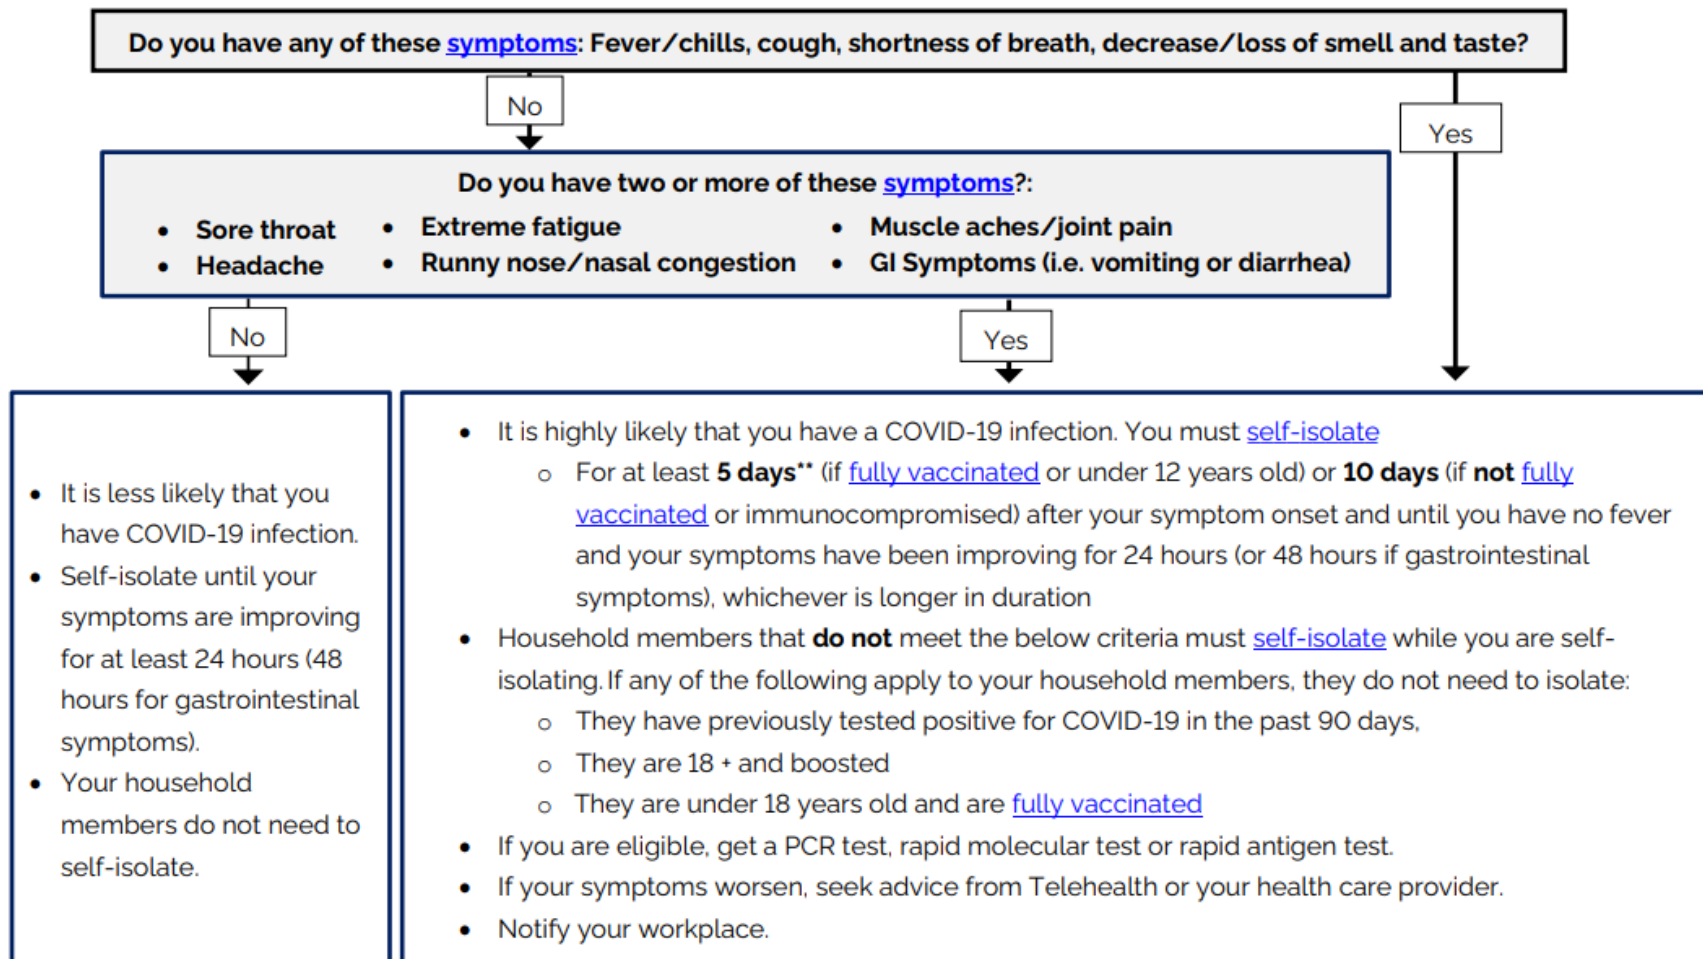 Do you have any of these symptoms: Fever/chills, cough, shortness of breath, decrease/loss of smell and taste?
No
Yes
Do you have two or more of these symptoms?:
• Sore throat • Extreme fatigue • Muscle aches/joint pain
• Headache • Runny nose/nasal congestion • GI Symptoms (i.e. vomiting or diarrhea)
No
Yes
• It is less likely that you
have COVID-19 infection.
• Self-isolate until your
symptoms are improving
for at least 24 hours (48
hours for gastrointestinal
symptoms).
• Your household
members do not need to
self-isolate.
• It is highly likely that you have a COVID-19 infection. You must self-isolate
o For at least 5 days** (if fully vaccinated or under 12 years old) or 10 days (if not fully
vaccinated or immunocompromised) after your symptom onset and until you have no fever
and your symptoms have been improving for 24 hours (or 48 hours if gastrointestinal
symptoms), whichever is longer in duration
• Household members that do not meet the below criteria must self-isolate while you are self-
isolating. If any of the following apply to your household members, they do not need to isolate:
o They have previously tested positive for COVID-19 in the past 90 days,
o They are 18 + and boosted
o They are under 18 years old and are fully vaccinated
• If you are eligible, get a PCR test, rapid molecular test or rapid antigen test.
• If your symptoms worsen, seek advice from Telehealth or your health care provider.
• Notify your workplace.